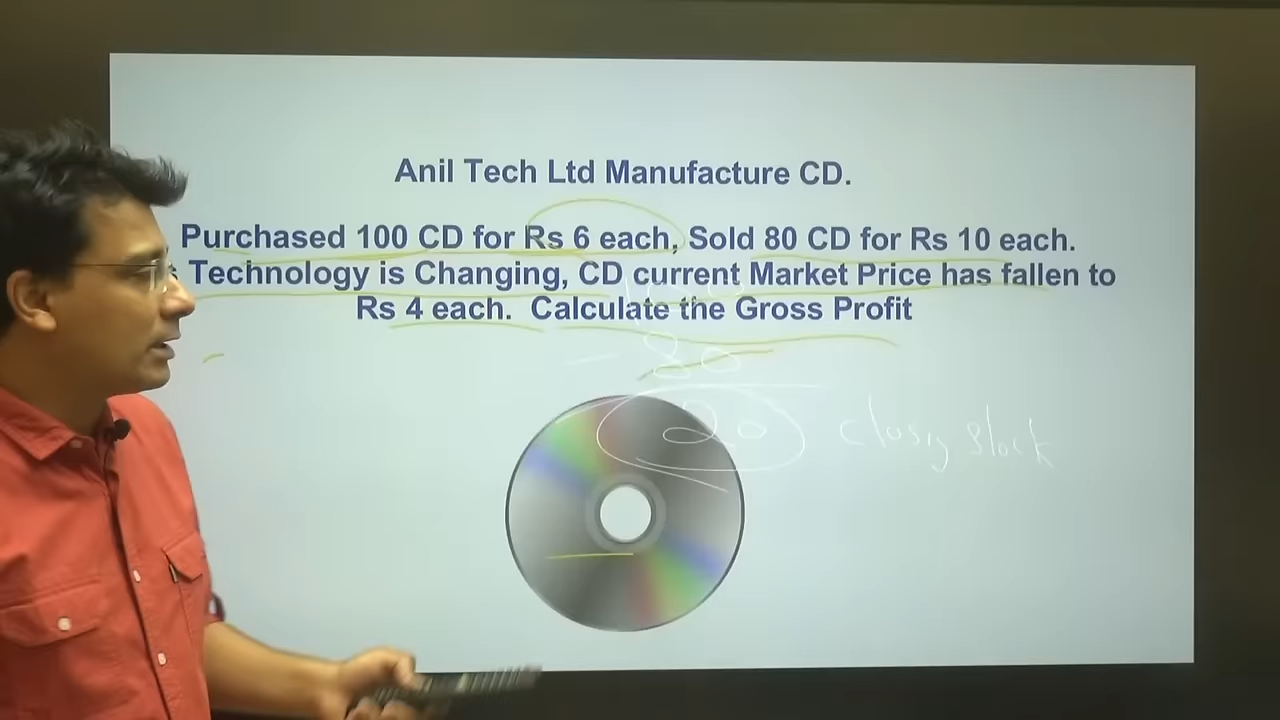 Anil Tech Ltd Manufacture CD.
Purchased 100 CD for Rs 6 each, Sold 80 CD for Rs 10 each.
Technology is Changing, CD current Market Price has fallen to
Rs 4 each. Calculate the Gross Profit
- 80
20 closing stock